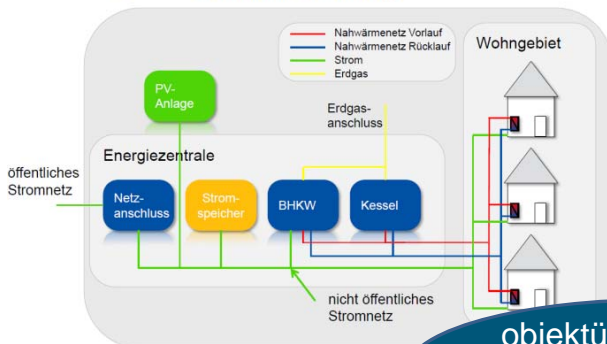 Nahwärmenetz Vorlauf
Nahwärmenetz Rücklauf
Strom
Erdgas
Wohngebiet
PV-
Anlage
Erdgas-
anschluss
Energiezentrale
öffentliches
Stromnetz
Netz-
anschluss
Strom-
speicher
BHKW
Kessel
nicht öffentliches
Stromnetz
objektü